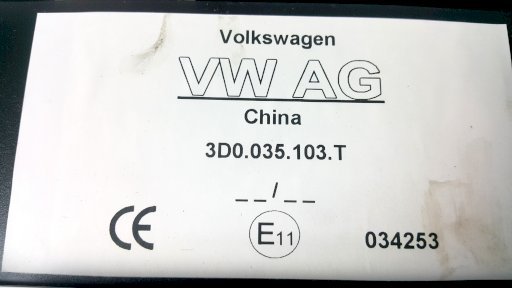 Volkswagen
VW AG
China
3D0.035.103.T
__/__
CE E11 034253